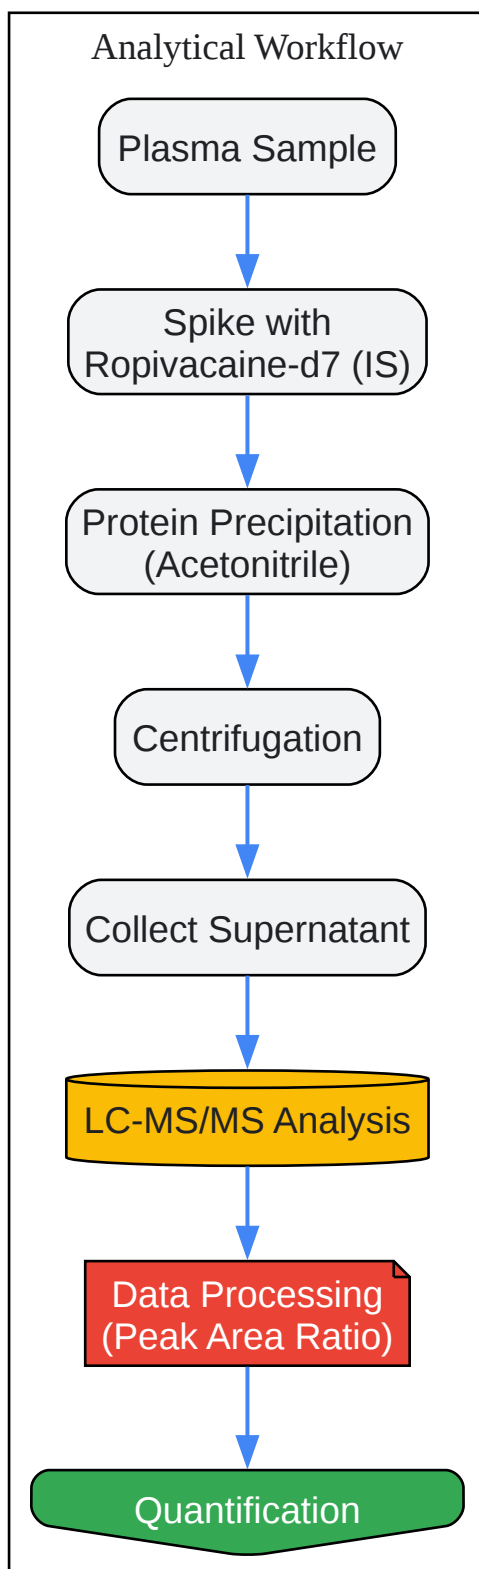 Analytical Workflow
Plasma Sample
Spike with
Ropivacaine-d7 (IS)
Protein Precipitation
(Acetonitrile)
Centrifugation
Collect Supernatant
LC-MS/MS Analysis
Data Processing
(Peak Area Ratio)
Quantification